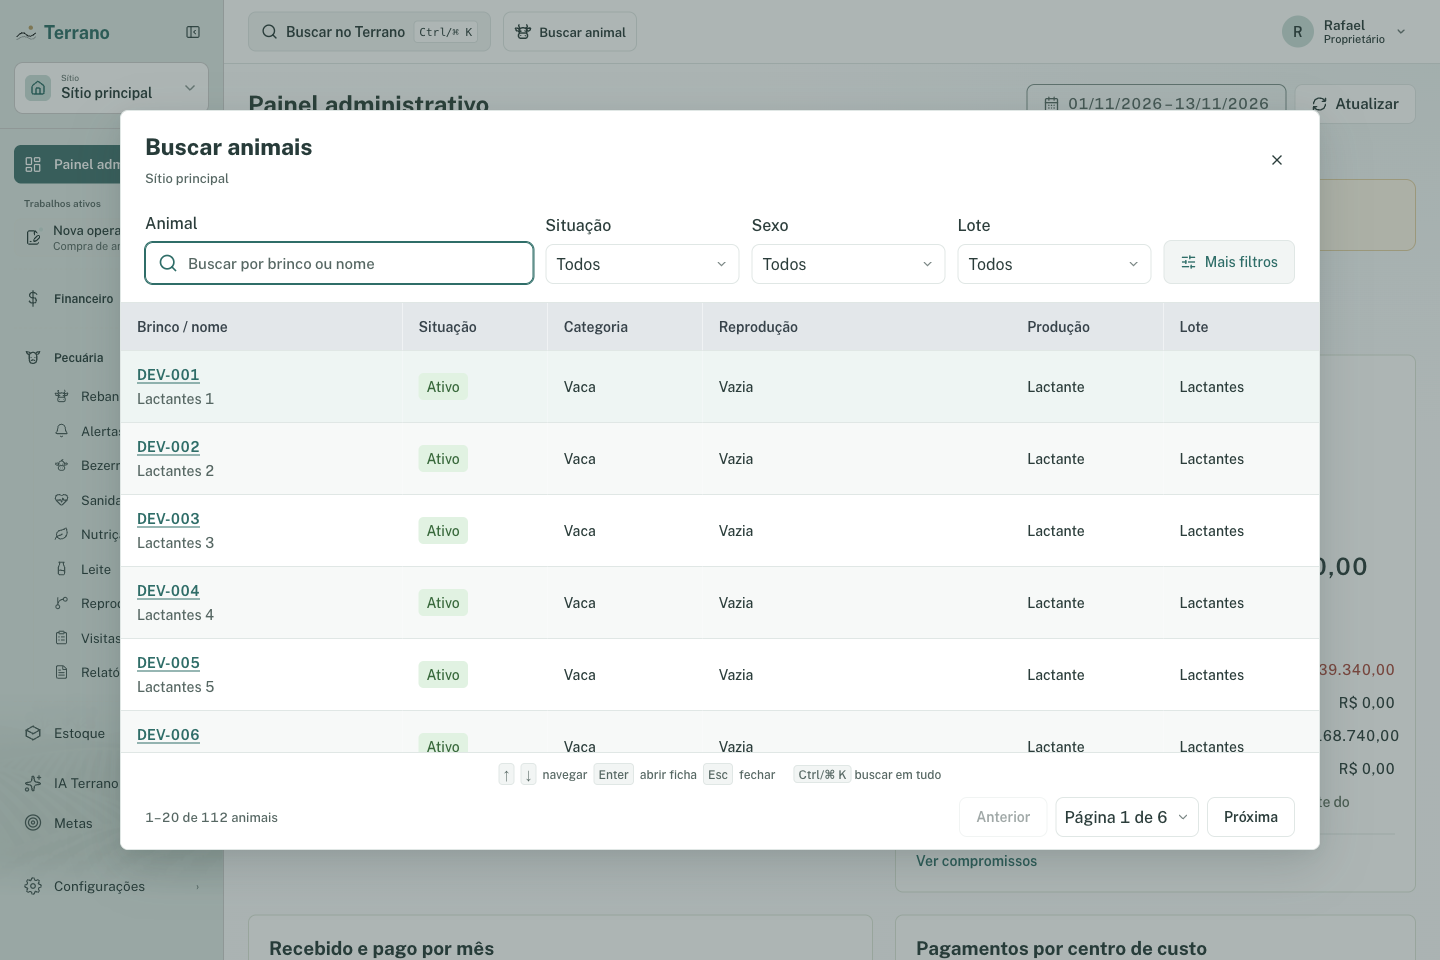 Terrano
Buscar no Terrano Ctrl/⌘ K
Buscar animal
R
Rafael
Proprietário
Sítio
Sítio principal
Painel administrativo
01/11/2026–13/11/2026
Atualizar
Painel adm
Trabalhos ativos
Nova opera
Compra de ar
Financeiro
Pecuária
Reban
Alertas
Bezerr
Sanida
Nutriç
Leite
Reprod
Visitas
Relató
Estoque
IA Terrano
Metas
Configurações
Buscar animais
Sítio principal
Animal
Situação
Sexo
Lote
Buscar por brinco ou nome
Todos
Todos
Todos
Mais filtros
Brinco / nome Situação Categoria Reprodução Produção Lote
DEV-001
Lactantes 1
Ativo Vaca Vazia Lactante Lactantes
DEV-002
Lactantes 2
Ativo Vaca Vazia Lactante Lactantes
DEV-003
Lactantes 3
Ativo Vaca Vazia Lactante Lactantes
DEV-004
Lactantes 4
Ativo Vaca Vazia Lactante Lactantes
DEV-005
Lactantes 5
Ativo Vaca Vazia Lactante Lactantes
DEV-006
Ativo Vaca Vazia Lactante Lactantes
↑ ↓ navegar Enter abrir ficha Esc fechar Ctrl/⌘ K buscar em tudo
1–20 de 112 animais
Anterior
Página 1 de 6
Próxima
0,00
39.340,00
R$ 0,00
68.740,00
R$ 0,00
te do
Ver compromissos
Recebido e pago por mês
Pagamentos por centro de custo